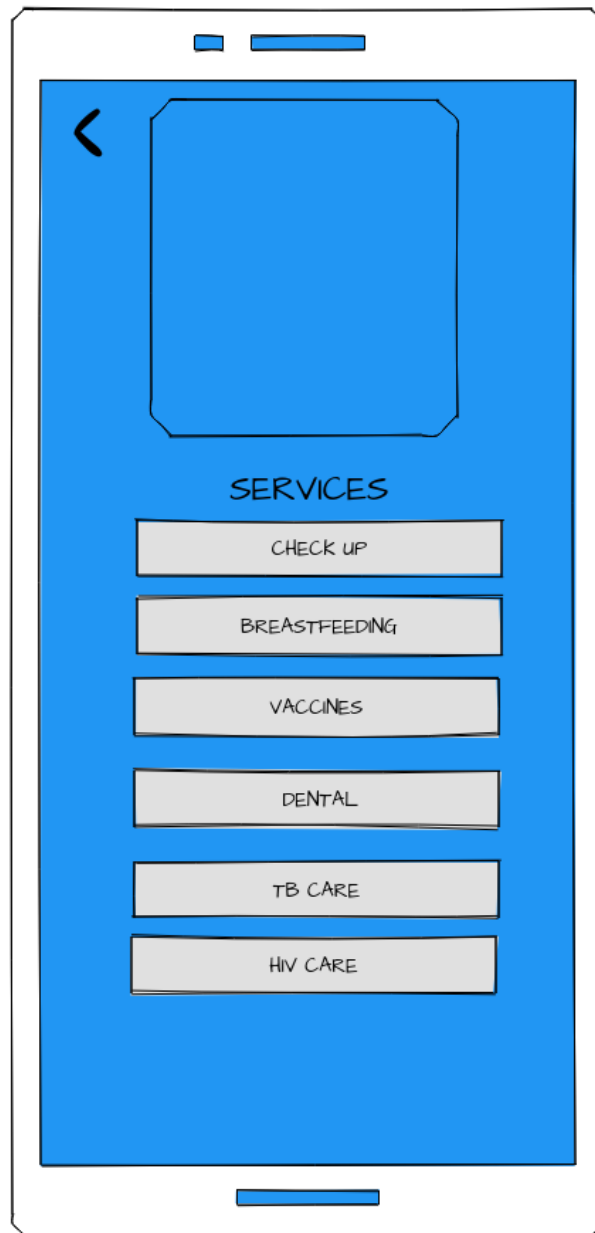 SERVICES
CHECK UP
BREASTFEEDING
VACCINES
DENTAL
TB CARE
HIV CARE